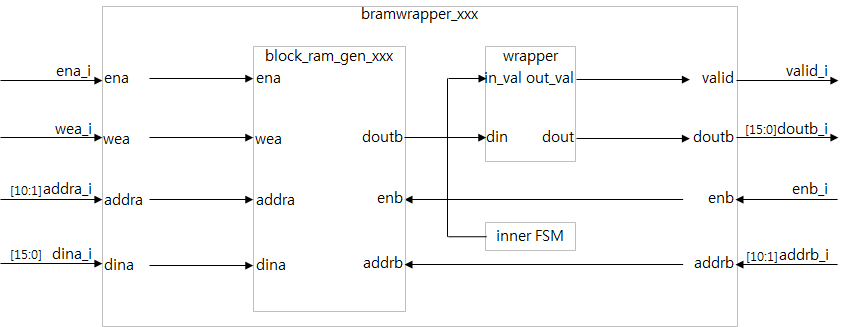 bramwrapper_xxx
block_ram_gen_xxx
wrapper
ena_i
ena
ena
in_val out_val
valid
valid_i
wea_i
wea
wea
doutb
din
dout
doutb
[15:0]doutb_i
[10:1]addra_i
addra
addra
enb
enb
enb_i
inner FSM
[15:0] dina_i
dina
dina
addrb
addrb
[10:1]addrb_i